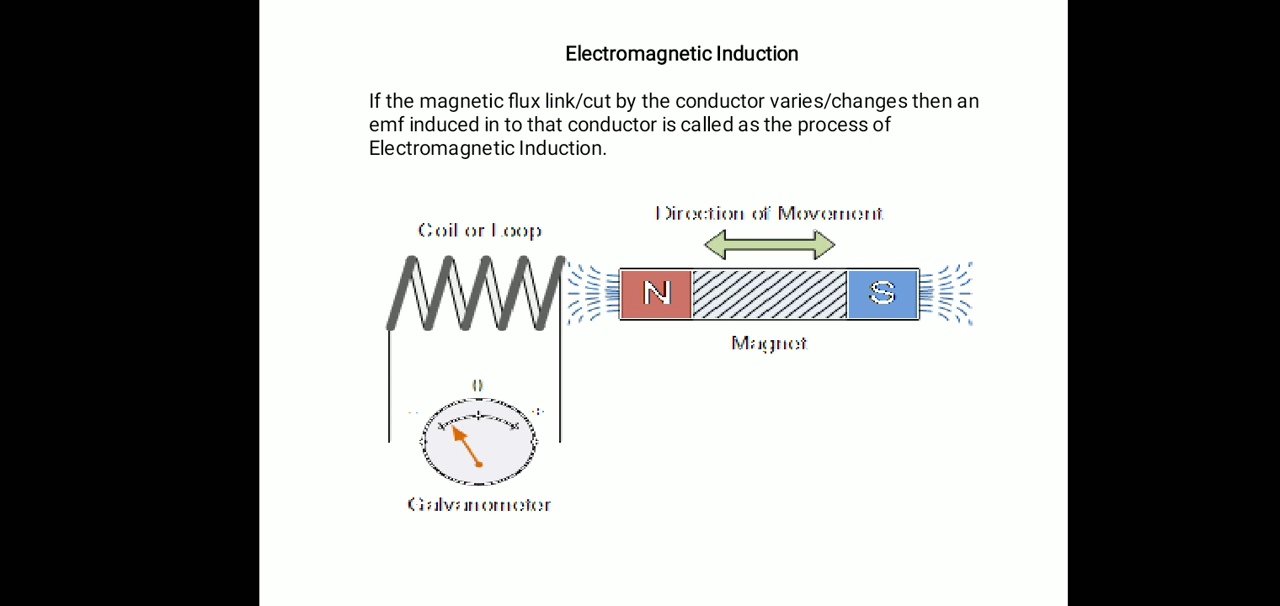 Electromagnetic Induction
If the magnetic flux link/cut by the conductor varies/changes then an
emf induced in to that conductor is called as the process of
Electromagnetic Induction.
Direction of Movement
Coil or Loop
N
S
Magnet
0
- +
Galvanometer